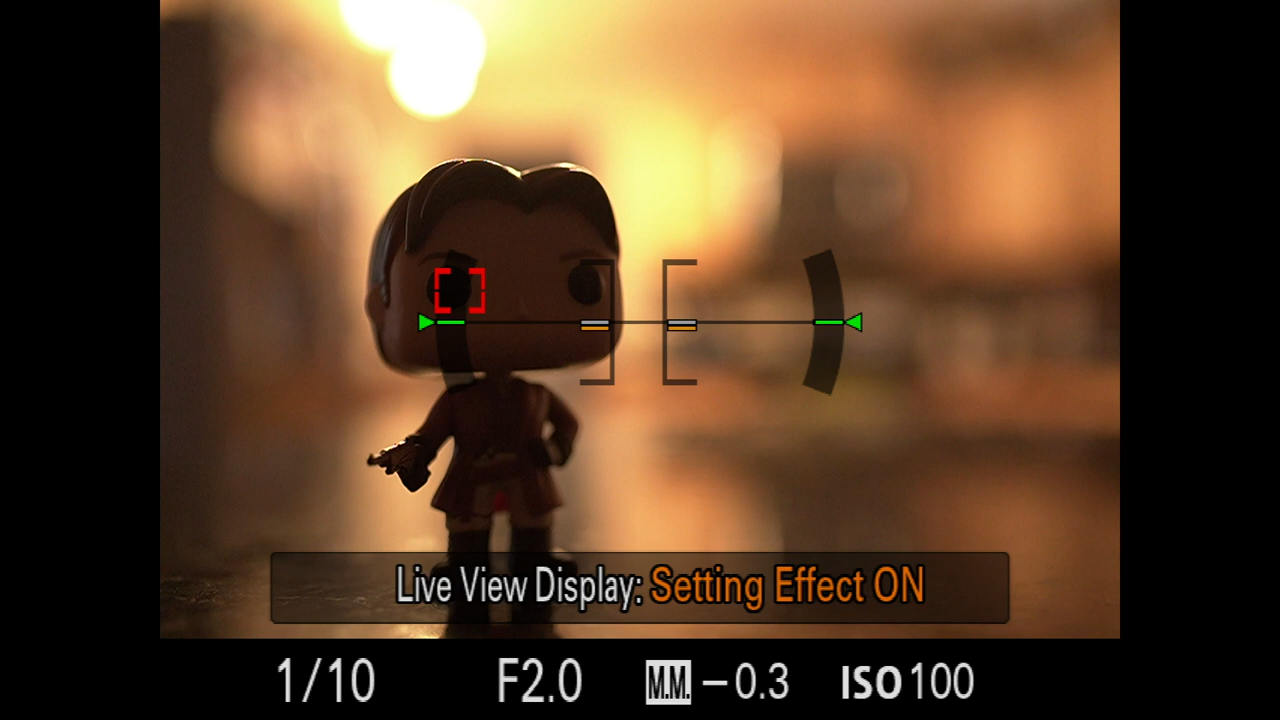 Live View Display: Setting Effect ON
1/10 F2.0 M.M. –0.3 ISO 100